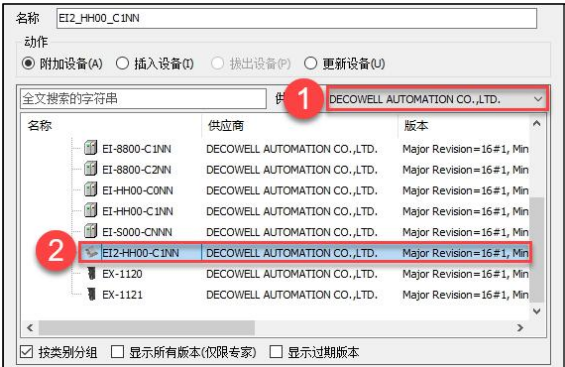 名称 EI2_HH00_C1NN
动作
附加设备(A) 插入设备(I) 拔出设备(P) 更新设备(U)
全文搜索的字符串 供 1 DECOWELL AUTOMATION CO.,LTD.
名称 供应商 版本
EI-8800-C1NN DECOWELL AUTOMATION CO.,LTD. Major Revision=16#1, Min
EI-8800-C2NN DECOWELL AUTOMATION CO.,LTD. Major Revision=16#1, Min
EI-HH00-C0NN DECOWELL AUTOMATION CO.,LTD. Major Revision=16#1, Min
EI-HH00-C1NN DECOWELL AUTOMATION CO.,LTD. Major Revision=16#1, Min
EI-S000-CNNN DECOWELL AUTOMATION CO.,LTD. Major Revision=16#1, Min
2 EI2-HH00-C1NN DECOWELL AUTOMATION CO.,LTD. Major Revision=16#1, Min
EX-1120 DECOWELL AUTOMATION CO.,LTD. Major Revision=16#1, Min
EX-1121 DECOWELL AUTOMATION CO.,LTD. Major Revision=16#1, Min
按类别分组 显示所有版本(仅限专家) 显示过期版本